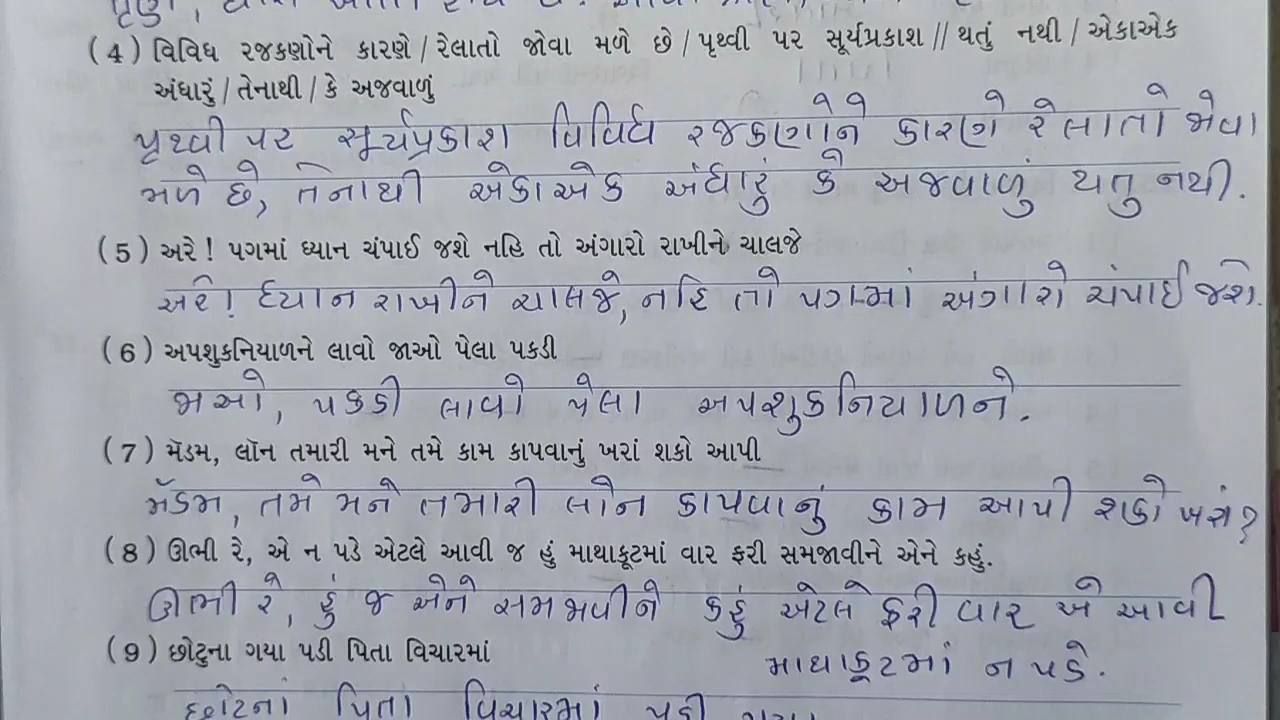 (4) વિવિધ રજકણોને કારણે / રેલાતો જોવા મળે છે / પૃથ્વી પર સૂર્યપ્રકાશ // થતું નથી / એકાએક
અંધારું / તેનાથી / કે અજવાળું
પૃથ્વી પર સૂર્યપ્રકાશ વિવિધ રજકણોને કારણે રેલાતો જોવા
મળે છે, તેનાથી એકાએક અંધારું કે અજવાળું થતુ નથી.
(5) અરે! પગમાં ધ્યાન ચંપાઈ જશે નહિ તો અંગારો રાખીને ચાલજે
અરે! ધ્યાન રાખીને ચાલજે, નહિ તો પગમાં અંગારો ચંપાઈ જશે.
(6) અપશુકનિયાળને લાવો જાઓ પેલા પકડી
જાઓ, પકડી લાવો પેલા અપશુકનિયાળને.
(7) મૅડમ, લૉન તમારી મને તમે કામ કાપવાનું ખરાં શકો આપી
મૅડમ, તમે મને તમારી લોન કાપવાનું કામ આપી શકો ખરાં?
(8) ઊભી રે, એ ન પડે એટલે આવી જ હું માથાકૂટમાં વાર ફરી સમજાવીને એને કહું.
ઊભી રે, હું જ એને સમજાવીને કહું એટલે ફરી વાર એ આવી
માથાકૂટમાં ન પડે.
(9) છોટુના ગયા પડી પિતા વિચારમાં
પિતા વિચારમાં પડી